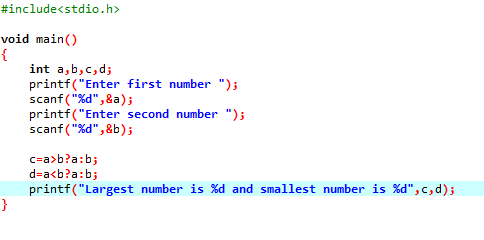 #include<stdio.h>
void main()
{
int a,b,c,d;
printf("Enter first number ");
scanf("%d",&a);
printf("Enter second number ");
scanf("%d",&b);
c=a>b?a:b;
d=a<b?a:b;
printf("Largest number is %d and smallest number is %d",c,d);
}